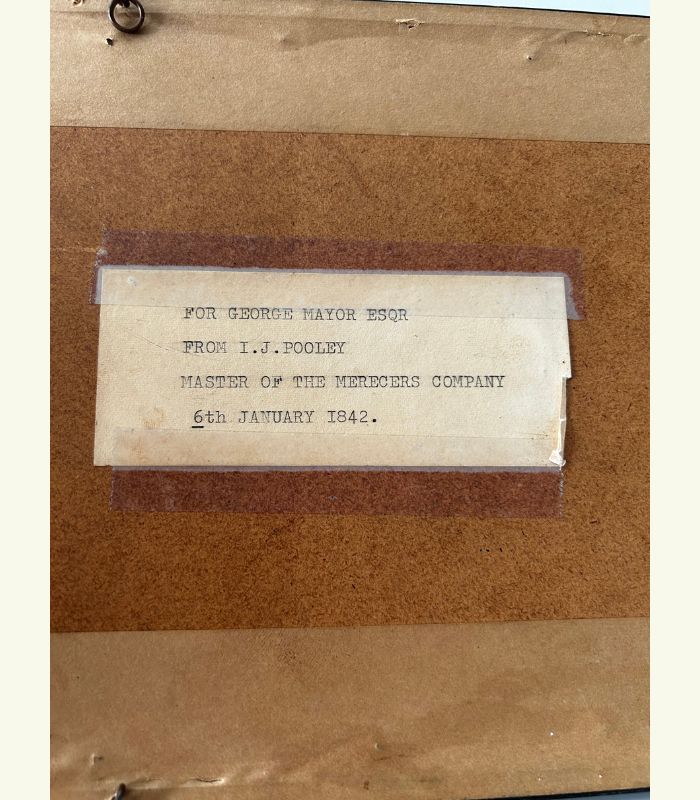 FOR GEORGE MAYOR ESQR
FROM I.J.POOLEY
MASTER OF THE MERECERS COMPANY
6th JANUARY 1842.